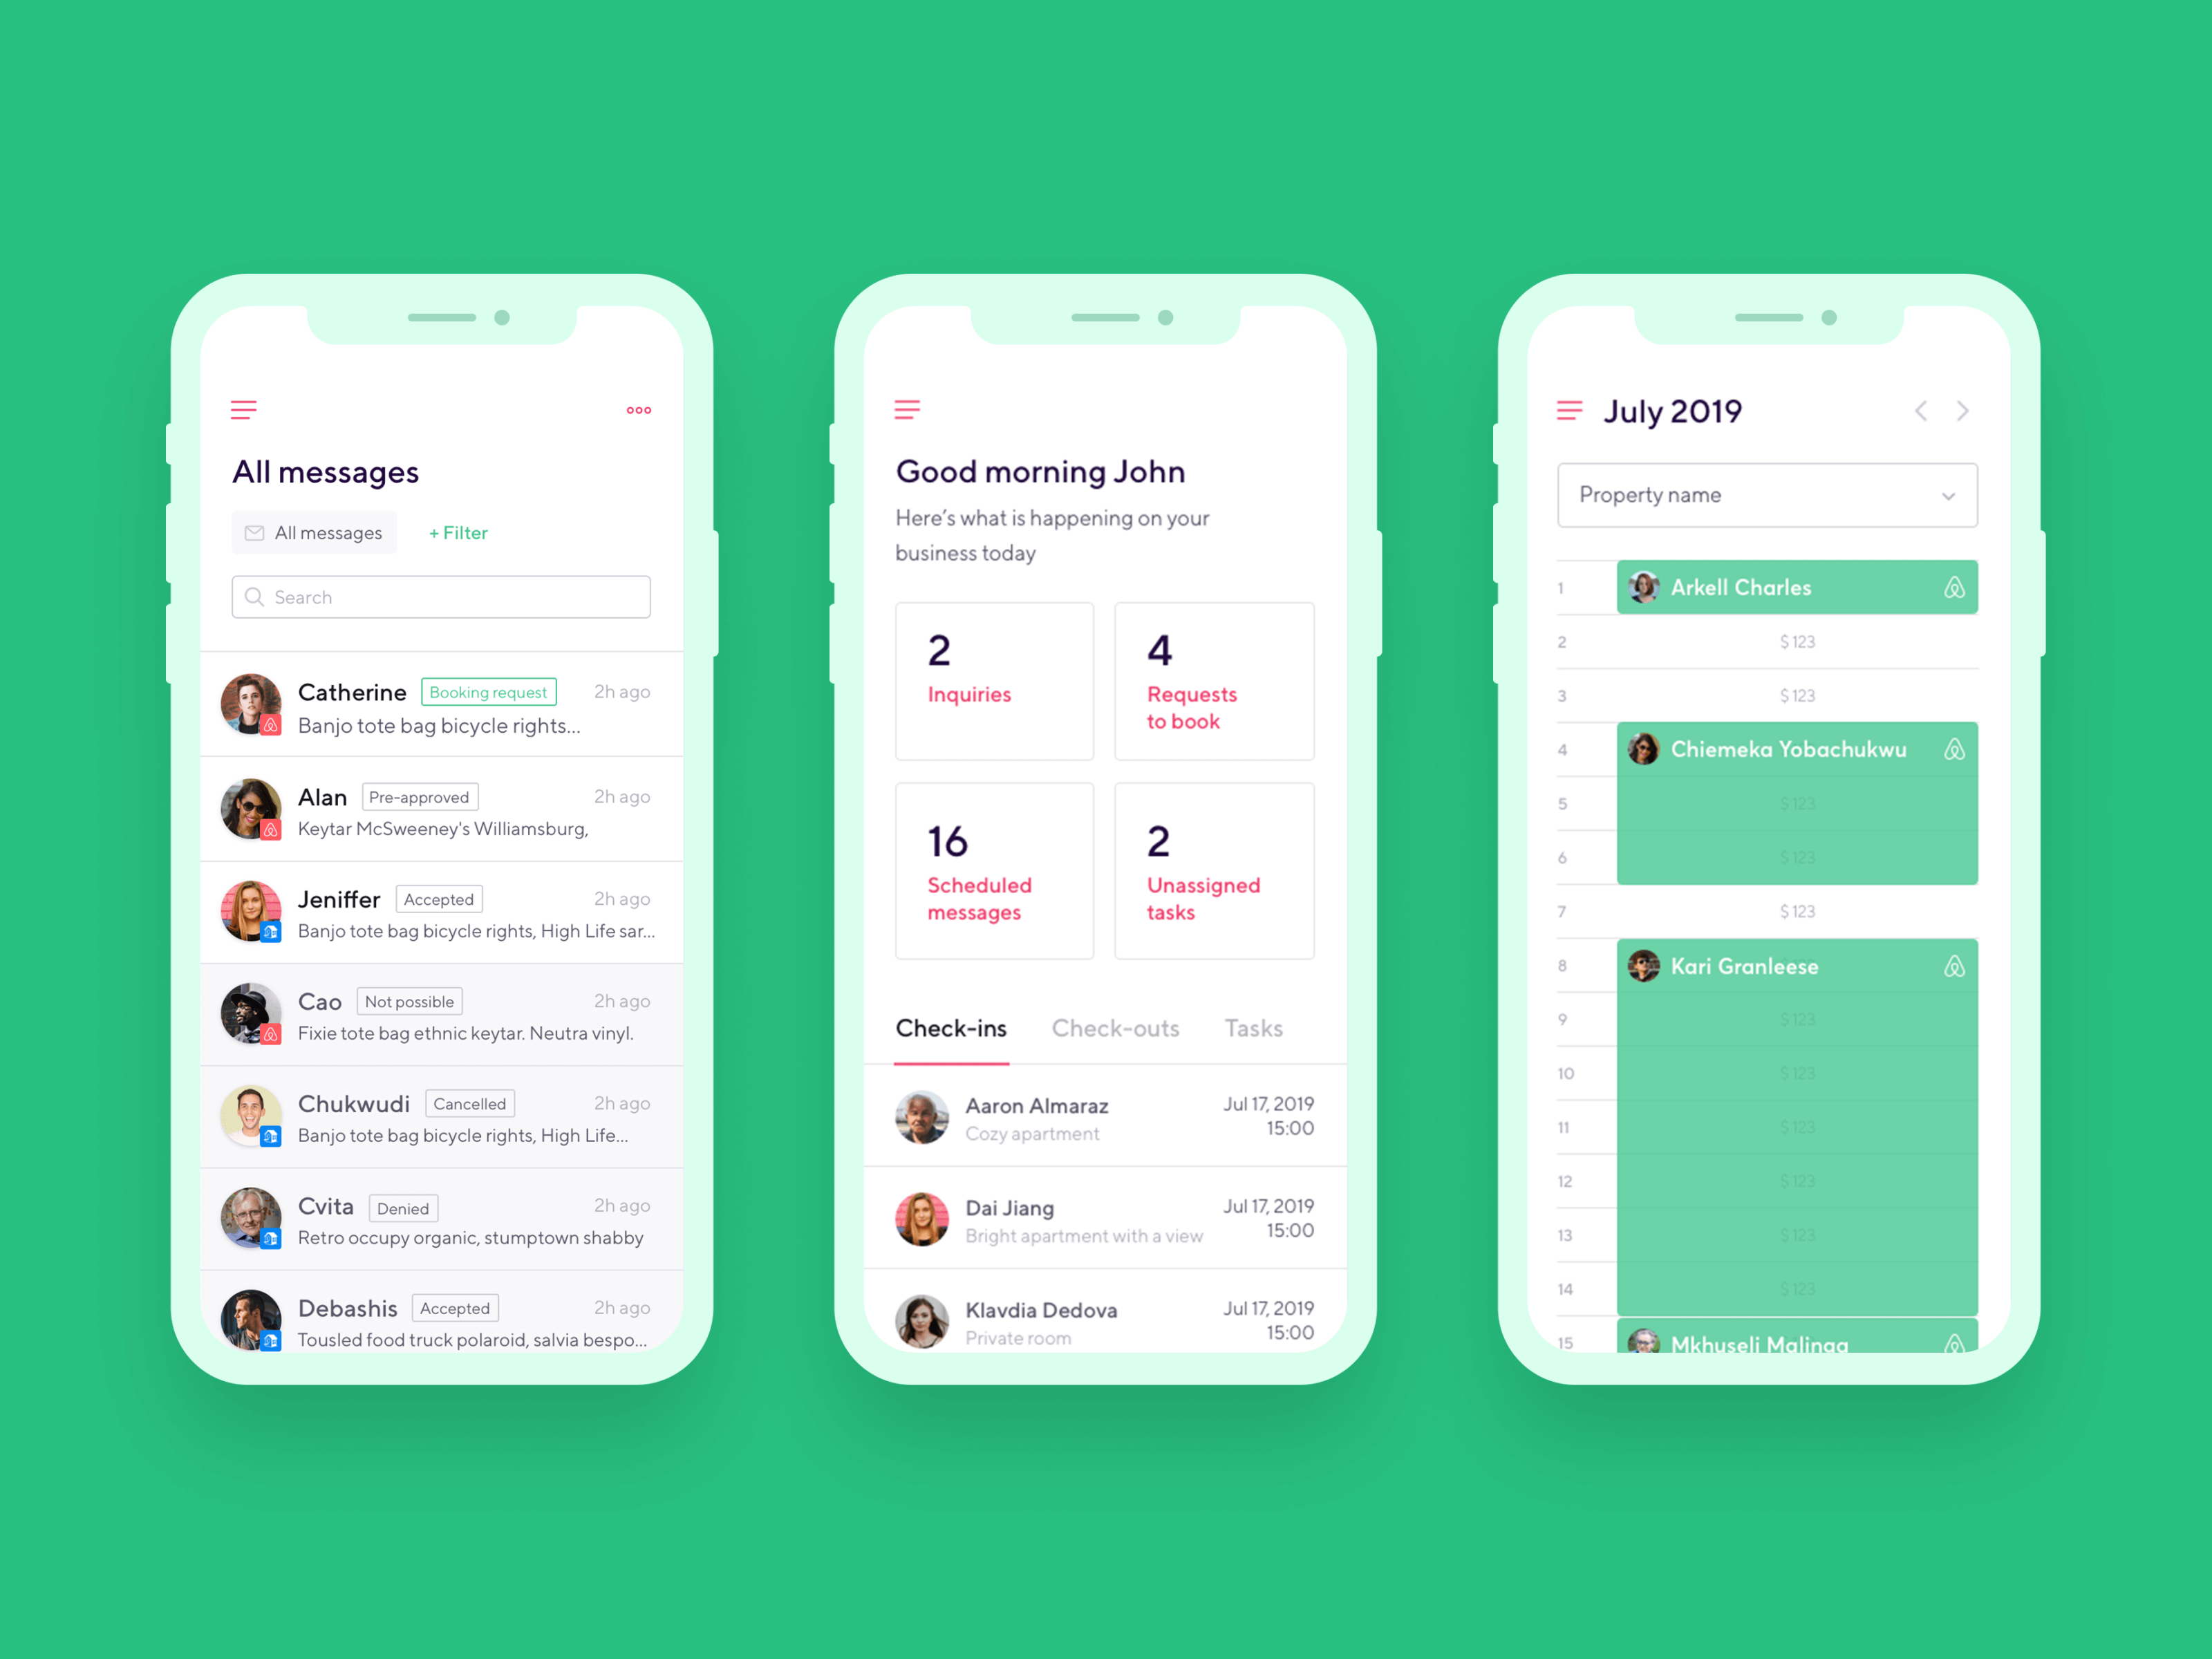 All messages
All messages
+ Filter
Search
Catherine
Booking request
2h ago
Banjo tote bag bicycle rights...
Alan
Pre-approved
2h ago
Keytar McSweeney's Williamsburg,
Jeniffer
Accepted
2h ago
Banjo tote bag bicycle rights, High Life sar...
Cao
Not possible
2h ago
Fixie tote bag ethnic keytar. Neutra vinyl.
Chukwudi
Cancelled
2h ago
Banjo tote bag bicycle rights, High Life...
Cvita
Denied
2h ago
Retro occupy organic, stumptown shabby
Debashis
Accepted
2h ago
Tousled food truck polaroid, salvia bespo...
Good morning John
Here's what is happening on your
business today
2
Inquiries
4
Requests
to book
16
Scheduled
messages
2
Unassigned
tasks
Check-ins
Check-outs
Tasks
Aaron Almaraz
Cozy apartment
Jul 17, 2019
15:00
Dai Jiang
Bright apartment with a view
Jul 17, 2019
15:00
Klavdia Dedova
Private room
Jul 17, 2019
15:00
July 2019
Property name
1
Arkell Charles
2
$ 123
3
$ 123
4
Chiemeka Yobachukwu
5
$ 123
6
$ 123
7
$ 123
8
Kari Granleese
9
$ 123
10
$ 123
11
$ 123
12
$ 123
13
$ 123
14
$ 123
15
Mkhuseli Malinga